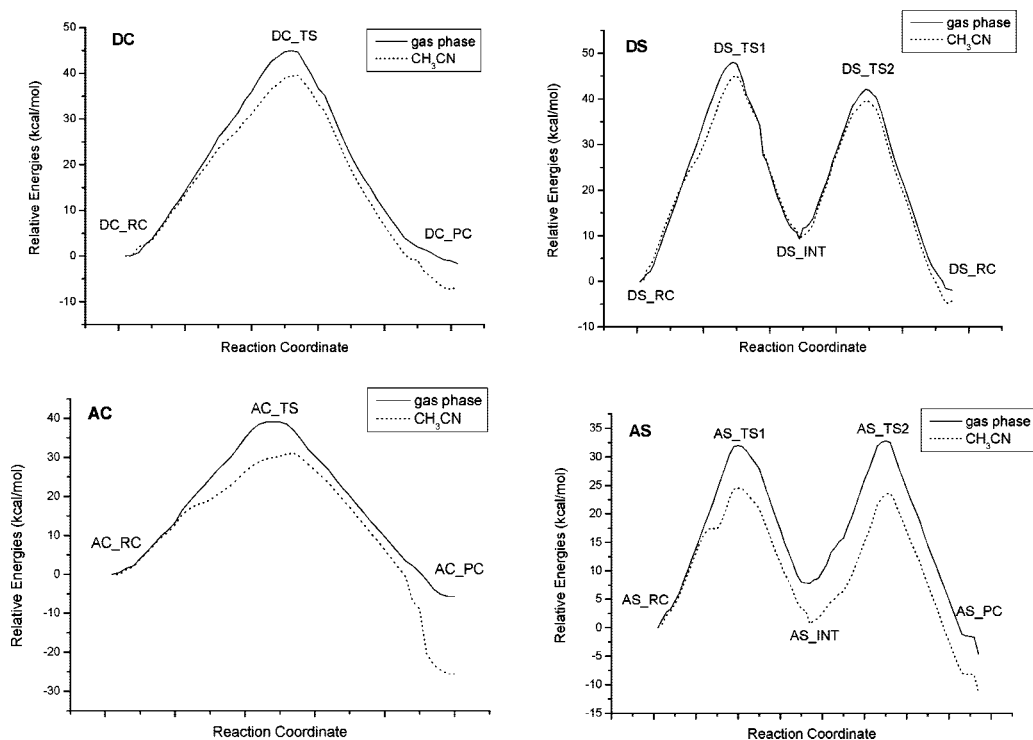 DC
DC_TS
gas phase
CH₃CN
50
40
30
20
10
0
-10
Relative Energies (kcal/mol)
DC_RC
DC_PC
Reaction Coordinate
DS
DS_TS1
DS_TS2
gas phase
CH₃CN
50
40
30
20
10
0
-10
Relative Energies (kcal/mol)
DS_RC
DS_INT
DS_RC
Reaction Coordinate
AC
AC_TS
gas phase
CH₃CN
40
30
20
10
0
-10
-20
-30
Relative Energies (kcal/mol)
AC_RC
AC_PC
Reaction Coordinate
AS
AS_TS1
AS_TS2
gas phase
CH₃CN
35
30
25
20
15
10
5
0
-5
-10
-15
Relative Energies (kcal/mol)
AS_RC
AS_INT
AS_PC
Reaction Coordinate